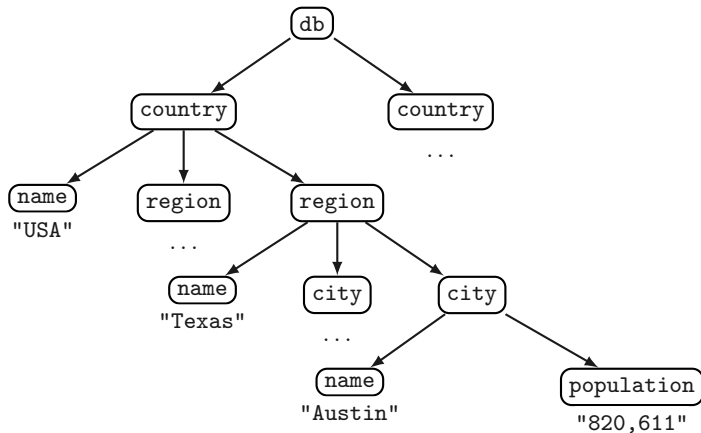 db
country
country
...
name
region
region
"USA"
...
name
city
city
"Texas"
...
name
population
"Austin"
"820,611"